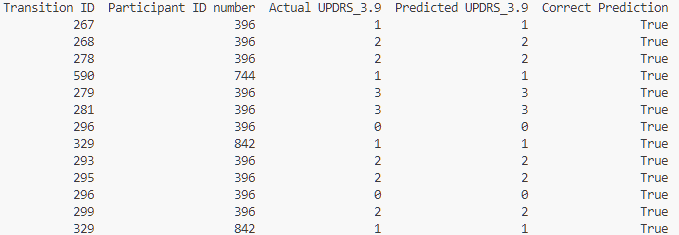 Transition ID  Participant ID number  Actual UPDRS_3.9  Predicted UPDRS_3.9  Correct Prediction
267  396  1  1  True
268  396  2  2  True
278  396  2  2  True
590  744  1  1  True
279  396  3  3  True
281  396  3  3  True
296  396  0  0  True
329  842  1  1  True
293  396  2  2  True
295  396  2  2  True
296  396  0  0  True
299  396  2  2  True
329  842  1  1  True